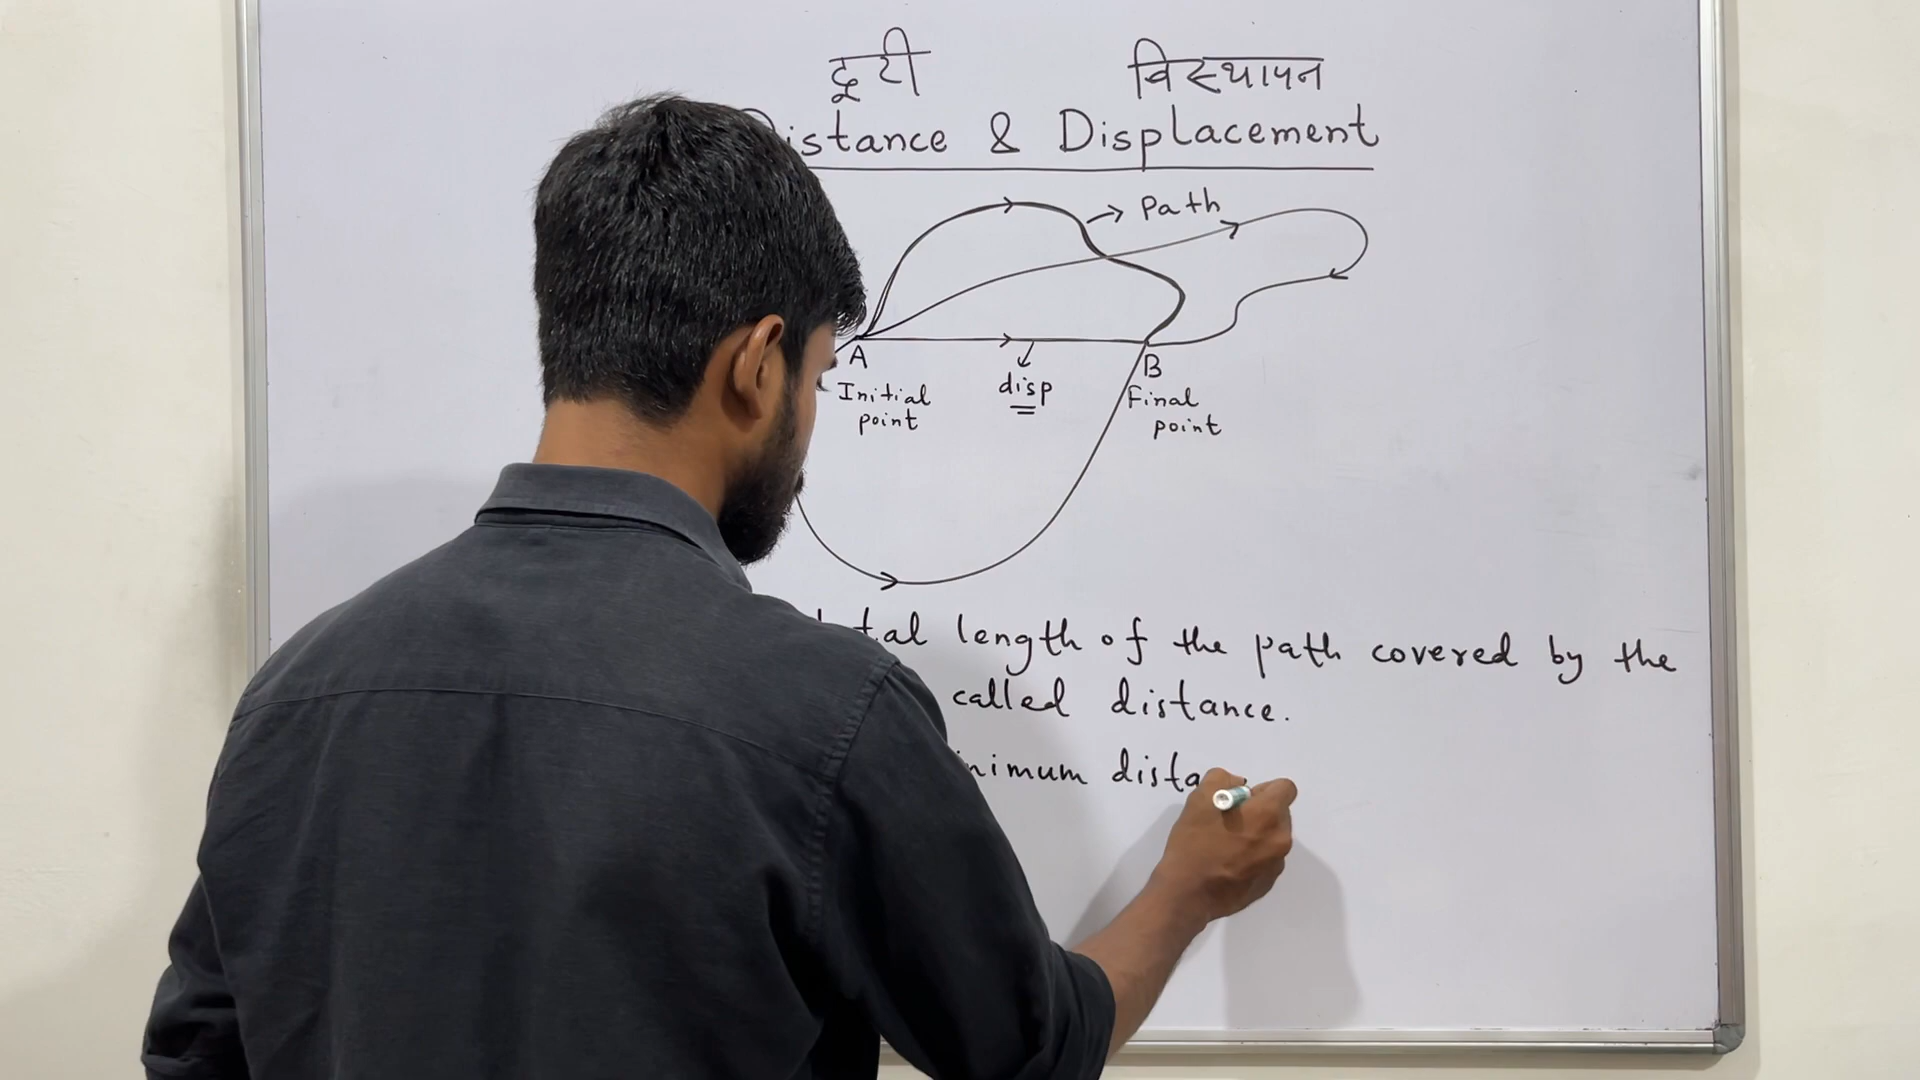 दूरी विस्थापन
istance & Displacement
Path
A
disp
B
Initial
point
Final
point
tal length of the path covered by the
called distance.
nimum dista